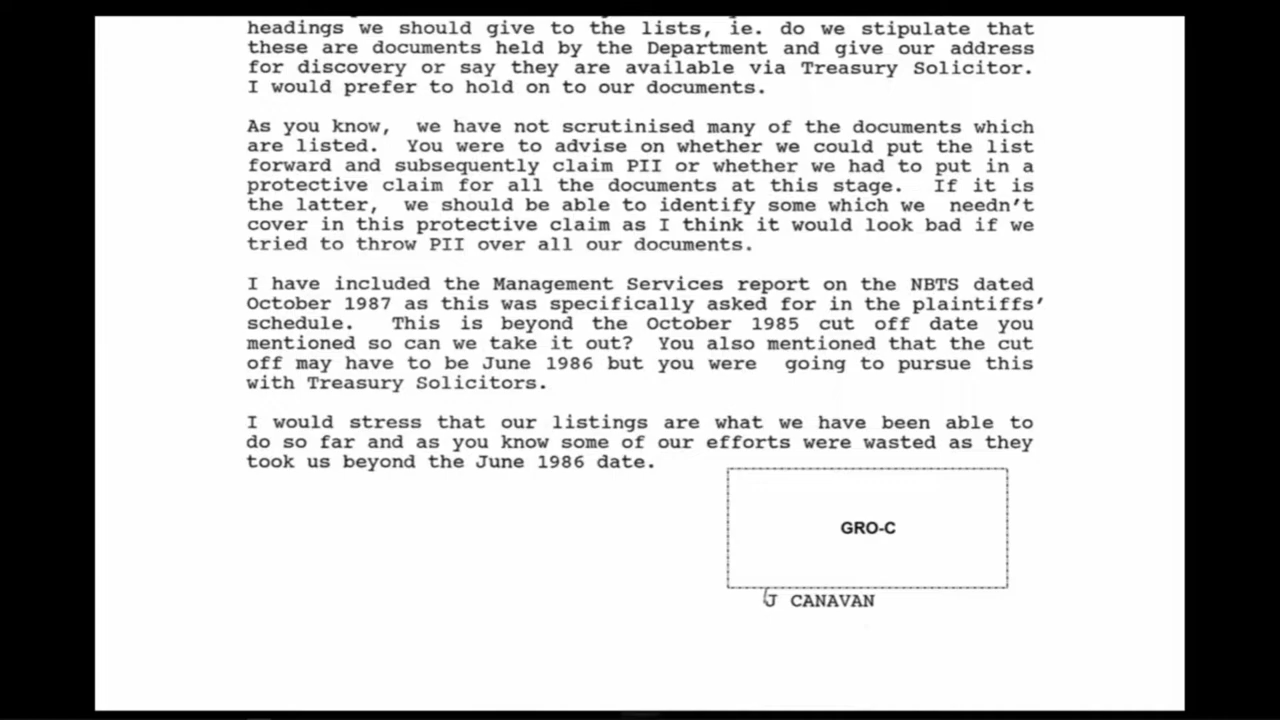 headings we should give to the lists, ie. do we stipulate that
these are documents held by the Department and give our address
for discovery or say they are available via Treasury Solicitor.
I would prefer to hold on to our documents.
As you know, we have not scrutinised many of the documents which
are listed. You were to advise on whether we could put the list
forward and subsequently claim PII or whether we had to put in a
protective claim for all the documents at this stage. If it is
the latter, we should be able to identify some which we needn't
cover in this protective claim as I think it would look bad if we
tried to throw PII over all our documents.
I have included the Management Services report on the NBTS dated
October 1987 as this was specifically asked for in the plaintiffs'
schedule. This is beyond the October 1985 cut off date you
mentioned so can we take it out? You also mentioned that the cut
off may have to be June 1986 but you were going to pursue this
with Treasury Solicitors.
I would stress that our listings are what we have been able to
do so far and as you know some of our efforts were wasted as they
took us beyond the June 1986 date.
GRO-C
J CANAVAN